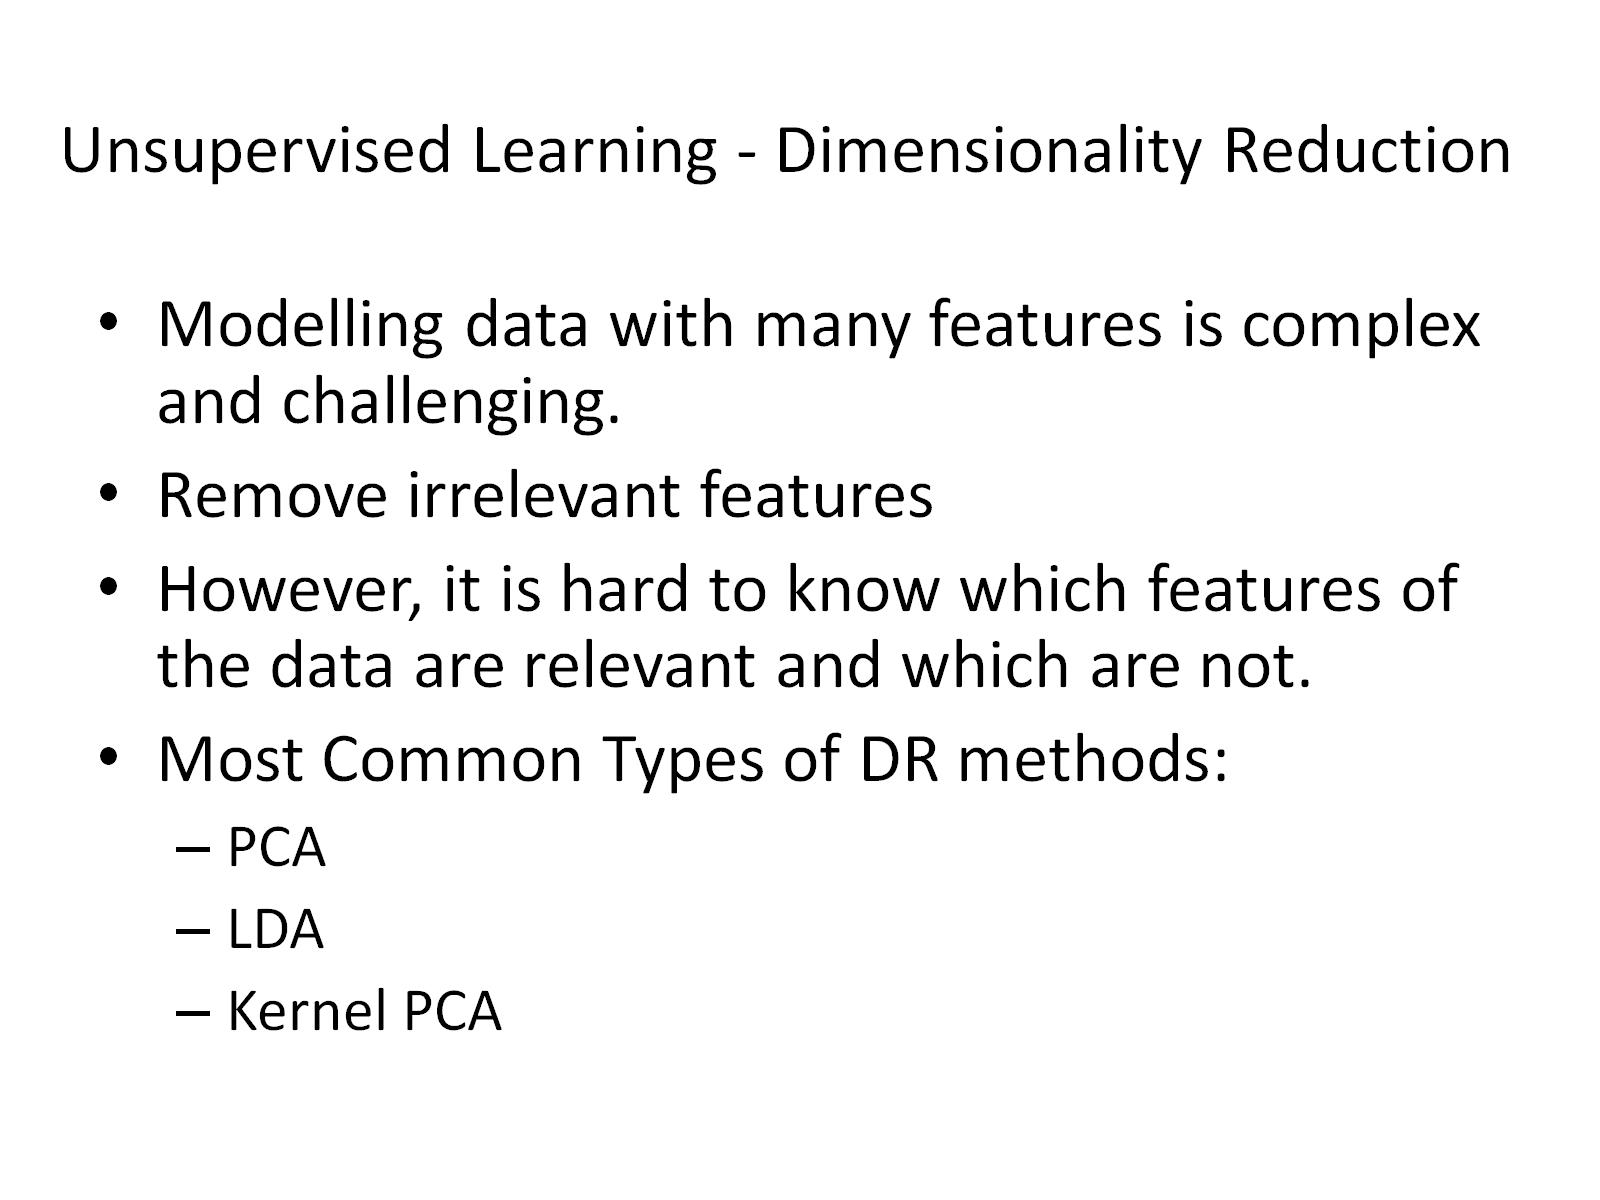 Unsupervised Learning - Dimensionality Reduction
• Modelling data with many features is complex
and challenging.
• Remove irrelevant features
• However, it is hard to know which features of
the data are relevant and which are not.
• Most Common Types of DR methods:
– PCA
– LDA
– Kernel PCA